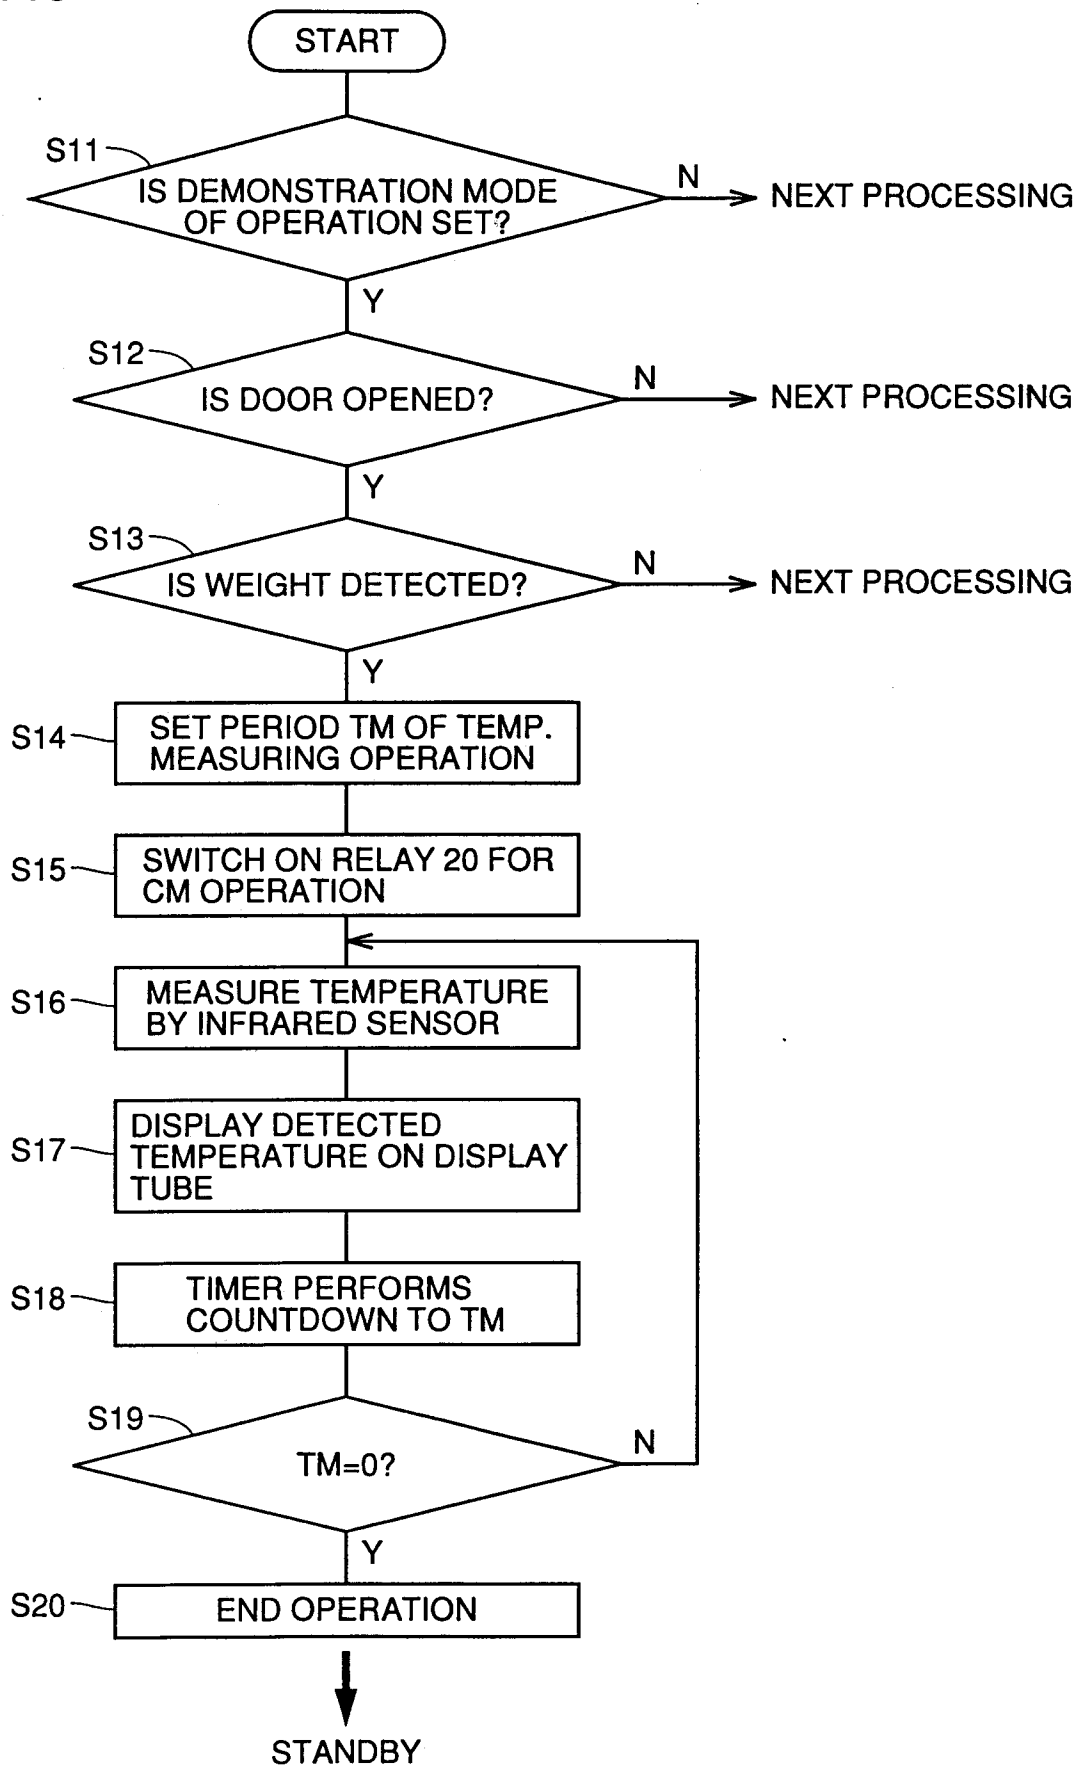 START
S11
IS DEMONSTRATION MODE
OF OPERATION SET?
N
NEXT PROCESSING
Y
S12
IS DOOR OPENED?
N
NEXT PROCESSING
Y
S13
IS WEIGHT DETECTED?
N
NEXT PROCESSING
Y
S14
SET PERIOD TM OF TEMP.
MEASURING OPERATION
S15
SWITCH ON RELAY 20 FOR
CM OPERATION
S16
MEASURE TEMPERATURE
BY INFRARED SENSOR
S17
DISPLAY DETECTED
TEMPERATURE ON DISPLAY
TUBE
S18
TIMER PERFORMS
COUNTDOWN TO TM
S19
TM=0?
N
Y
S20
END OPERATION
STANDBY